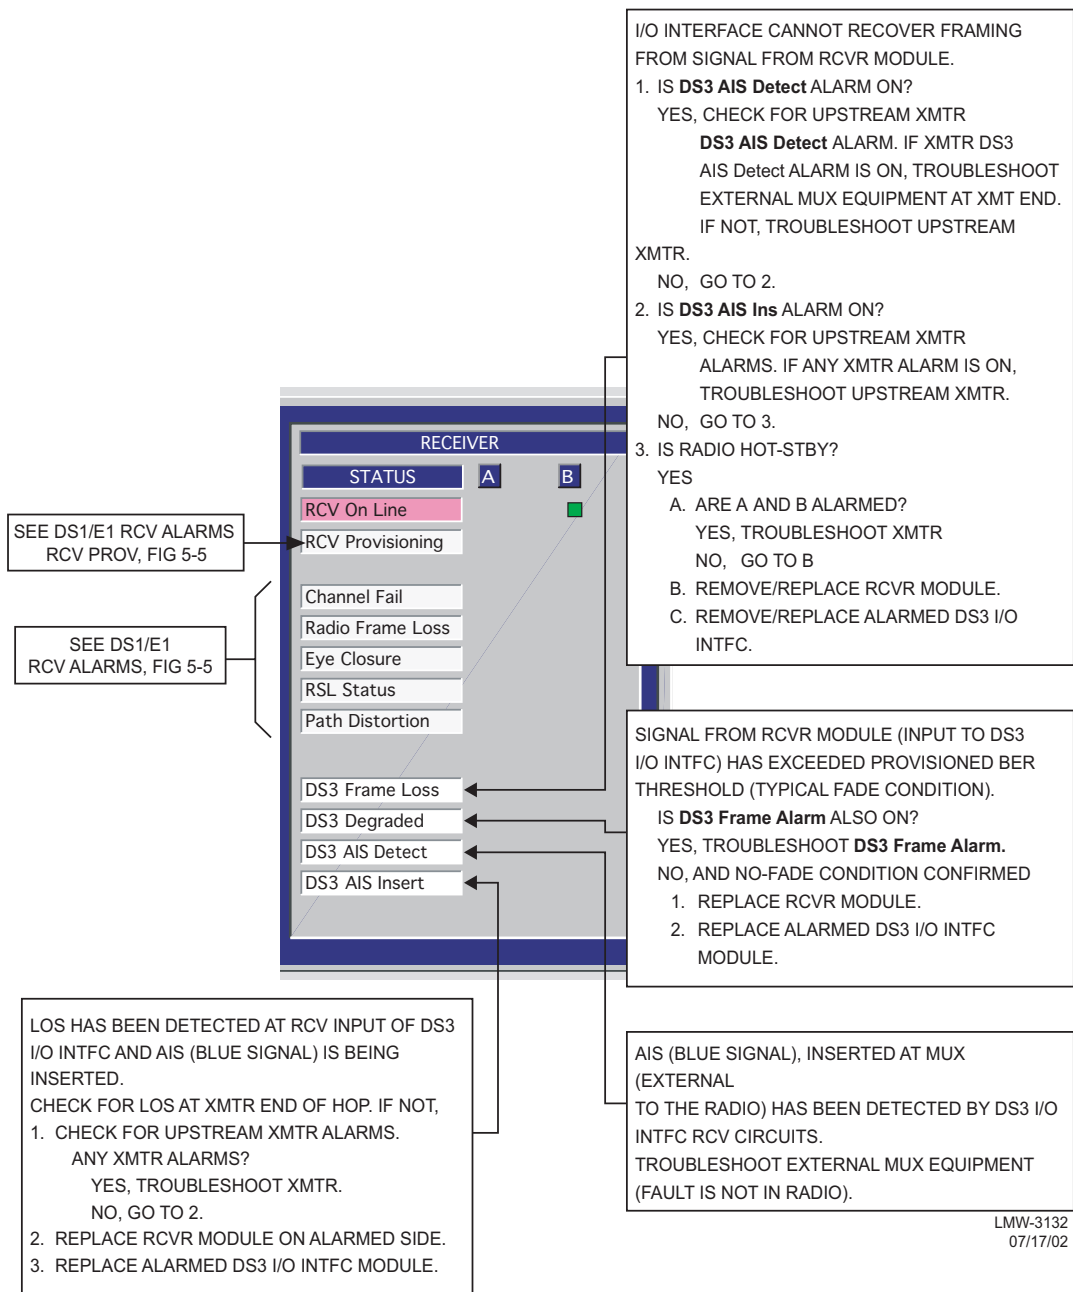 I/O INTERFACE CANNOT RECOVER FRAMING
FROM SIGNAL FROM RCVR MODULE.
1. IS DS3 AIS Detect ALARM ON?
YES, CHECK FOR UPSTREAM XMTR
DS3 AIS Detect ALARM. IF XMTR DS3
AIS Detect ALARM IS ON, TROUBLESHOOT
EXTERNAL MUX EQUIPMENT AT XMT END.
IF NOT, TROUBLESHOOT UPSTREAM
XMTR.
NO, GO TO 2.
2. IS DS3 AIS Ins ALARM ON?
YES, CHECK FOR UPSTREAM XMTR
ALARMS. IF ANY XMTR ALARM IS ON,
TROUBLESHOOT UPSTREAM XMTR.
NO, GO TO 3.
3. IS RADIO HOT-STBY?
YES
A. ARE A AND B ALARMED?
YES, TROUBLESHOOT XMTR
NO, GO TO B
B. REMOVE/REPLACE RCVR MODULE.
C. REMOVE/REPLACE ALARMED DS3 I/O
INTFC.
RECEIVER
STATUS A B
RCV On Line
RCV Provisioning
Channel Fail
Radio Frame Loss
Eye Closure
RSL Status
Path Distortion
DS3 Frame Loss
DS3 Degraded
DS3 AIS Detect
DS3 AIS Insert
SEE DS1/E1 RCV ALARMS
RCV PROV, FIG 5-5
SEE DS1/E1
RCV ALARMS, FIG 5-5
SIGNAL FROM RCVR MODULE (INPUT TO DS3
I/O INTFC) HAS EXCEEDED PROVISIONED BER
THRESHOLD (TYPICAL FADE CONDITION).
IS DS3 Frame Alarm ALSO ON?
YES, TROUBLESHOOT DS3 Frame Alarm.
NO, AND NO-FADE CONDITION CONFIRMED
1. REPLACE RCVR MODULE.
2. REPLACE ALARMED DS3 I/O INTFC
MODULE.
LOS HAS BEEN DETECTED AT RCV INPUT OF DS3
I/O INTFC AND AIS (BLUE SIGNAL) IS BEING
INSERTED.
CHECK FOR LOS AT XMTR END OF HOP. IF NOT,
1. CHECK FOR UPSTREAM XMTR ALARMS.
ANY XMTR ALARMS?
YES, TROUBLESHOOT XMTR.
NO, GO TO 2.
2. REPLACE RCVR MODULE ON ALARMED SIDE.
3. REPLACE ALARMED DS3 I/O INTFC MODULE.
AIS (BLUE SIGNAL), INSERTED AT MUX
(EXTERNAL
TO THE RADIO) HAS BEEN DETECTED BY DS3 I/O
INTFC RCV CIRCUITS.
TROUBLESHOOT EXTERNAL MUX EQUIPMENT
(FAULT IS NOT IN RADIO).
LMW-3132
07/17/02